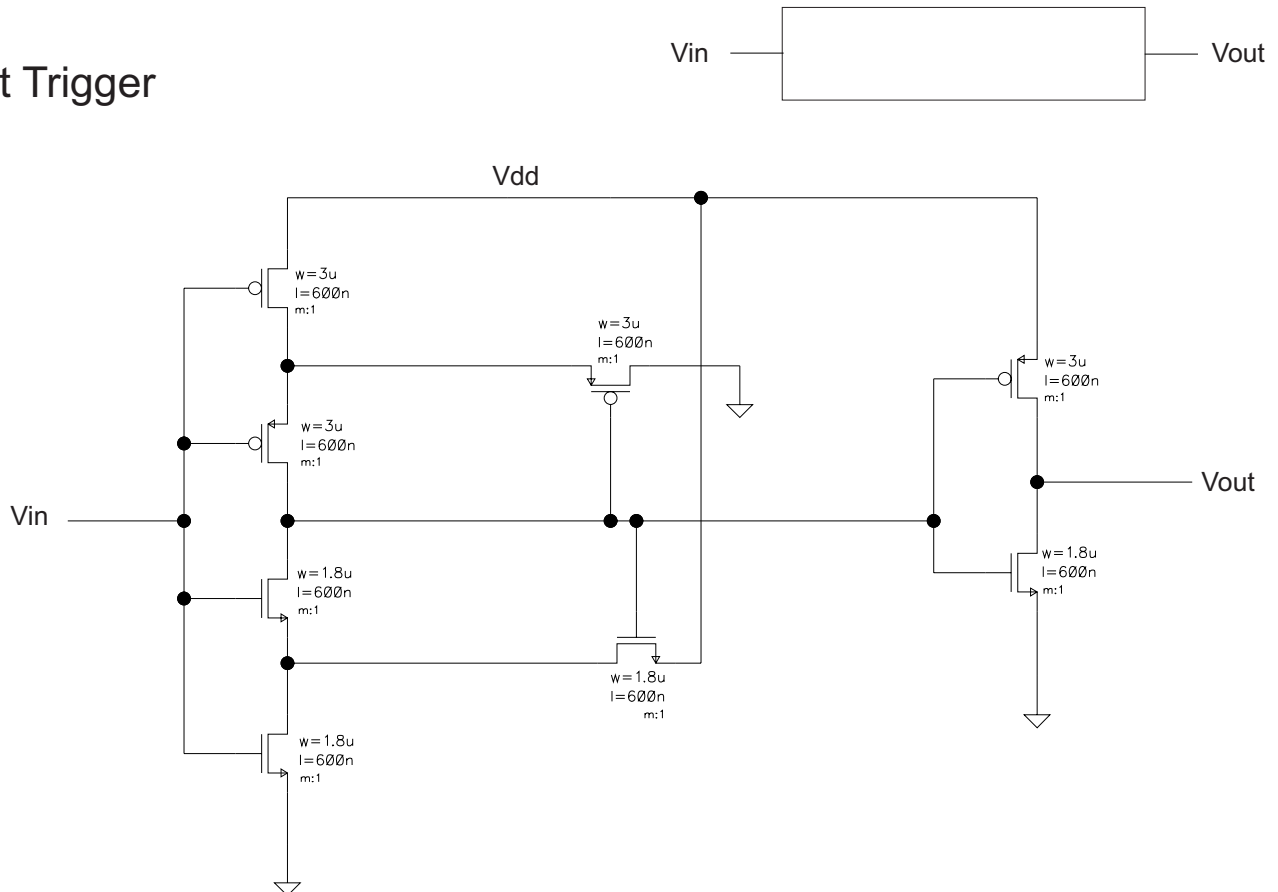 Vin
Vout
t Trigger
Vdd
w=3u
l=600n
m:1
w=3u
l=600n
m:1
w=3u
l=600n
m:1
w=3u
l=600n
m:1
Vout
Vin
w=1.8u
l=600n
m:1
w=1.8u
l=600n
m:1
w=1.8u
l=600n
m:1
w=1.8u
l=600n
m:1